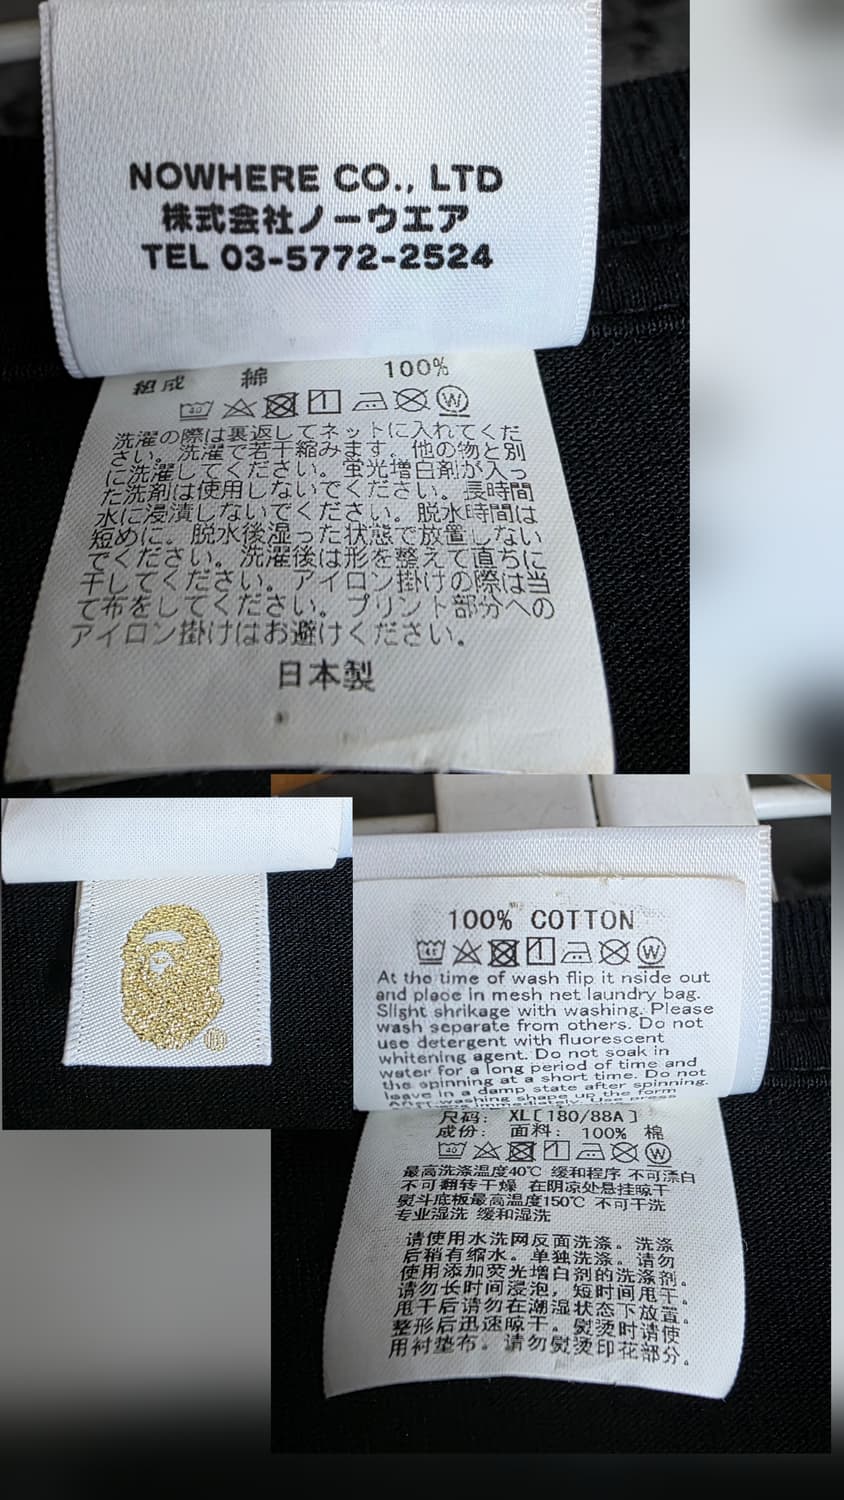 NOWHERE CO., LTD
株式会社ノーウエア
TEL 03-5772-2524
組成 綿 100%
40 W
洗濯の際は裏返してネットに入れてくだ
さい。洗濯で若干縮みます。他の物と別
に洗濯してください。蛍光増白剤が入っ
た洗剤は使用しないでください。長時間
水に浸漬しないでください。脱水時間は
短めに。脱水後湿った状態で放置しない
でください。洗濯後は形を整えて直ちに
干してください。アイロン掛けの際は当
て布をしてください。プリント部分への
アイロン掛けはお避けください。
日本製
100% COTTON
W
At the time of wash flip it nside out
and place in mesh net laundry bag.
Slight shrikage with washing. Please
wash separate from others. Do not
use detergent with fluorescent
whitening agent. Do not soak in
water for a long period of time and
the spinning at a short time. Do not
leave in a damp state after spinning.
After washing shape up the form
immediately. Use press
尺码: XL[180/88A]
成份: 面料: 100% 棉
40 W
最高洗涤温度40℃ 缓和程序 不可漂白
不可翻转干燥 在阴凉处悬挂晾干
熨斗底板最高温度150℃ 不可干洗
专业湿洗 缓和湿洗
请使用水洗网反面洗涤。洗涤
后稍有缩水。单独洗涤。请勿
使用添加荧光增白剂的洗涤剂。
请勿长时间浸泡，短时间甩干。
甩干后请勿在潮湿状态下放置。
整形后迅速晾干。熨烫时请使
用衬垫布。请勿熨烫印花部分。